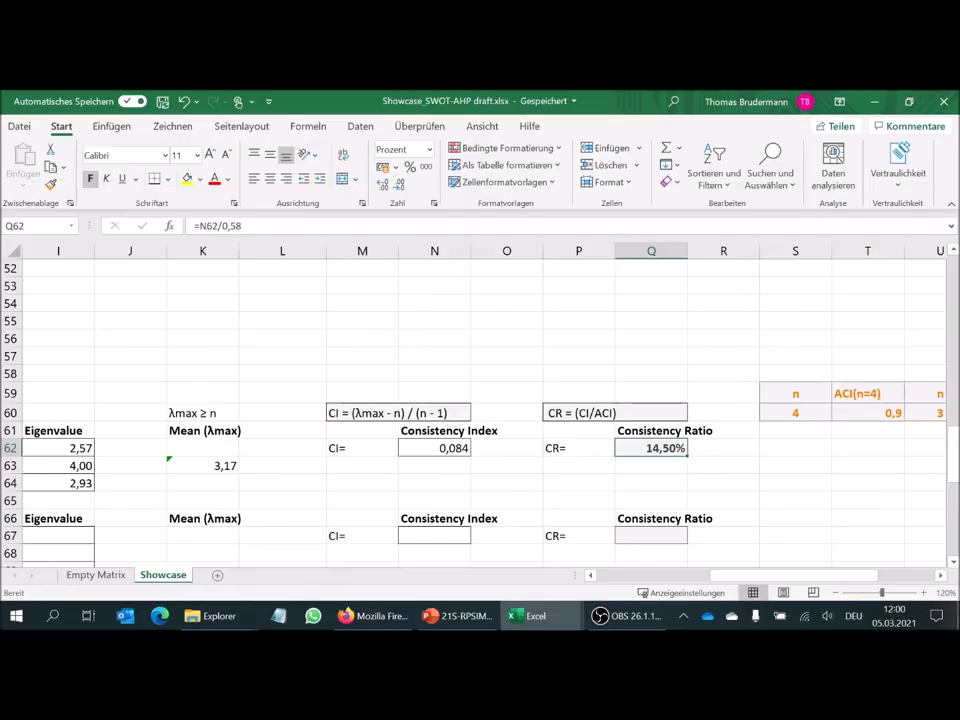 Automatisches Speichern
Showcase_SWOT-AHP draft.xlsx - Gespeichert
Thomas Brudermann TB
Datei Start Einfügen Zeichnen Seitenlayout Formeln Daten Überprüfen Ansicht Hilfe Teilen Kommentare
Einfügen
Calibri 11
F K U
Prozent
% 000
Bedingte Formatierung
Als Tabelle formatieren
Zellenformatvorlagen
Einfügen
Löschen
Format
Sortieren und Filtern
Suchen und Auswählen
Daten analysieren
Vertraulichkeit
Zwischenablage Schriftart Ausrichtung Zahl Formatvorlagen Zellen Bearbeiten Analyse Vertraulichkeit
Q62 fx =N62/0,58
I J K L M N O P Q R S T U
52
53
54
55
56
57
58
59 n ACI(n=4) n
60 λmax ≥ n CI = (λmax - n) / (n - 1) CR = (CI/ACI) 4 0,9 3
61 Eigenvalue Mean (λmax) Consistency Index Consistency Ratio
62 2,57 CI= 0,084 CR= 14,50%
63 4,00 3,17
64 2,93
65
66 Eigenvalue Mean (λmax) Consistency Index Consistency Ratio
67 CI= CR=
68
Empty Matrix Showcase
Bereit Anzeigeeinstellungen 120%
Explorer Mozilla Fire... 21S-RPSIM... Excel OBS 26.1.1... DEU 12:00
05.03.2021